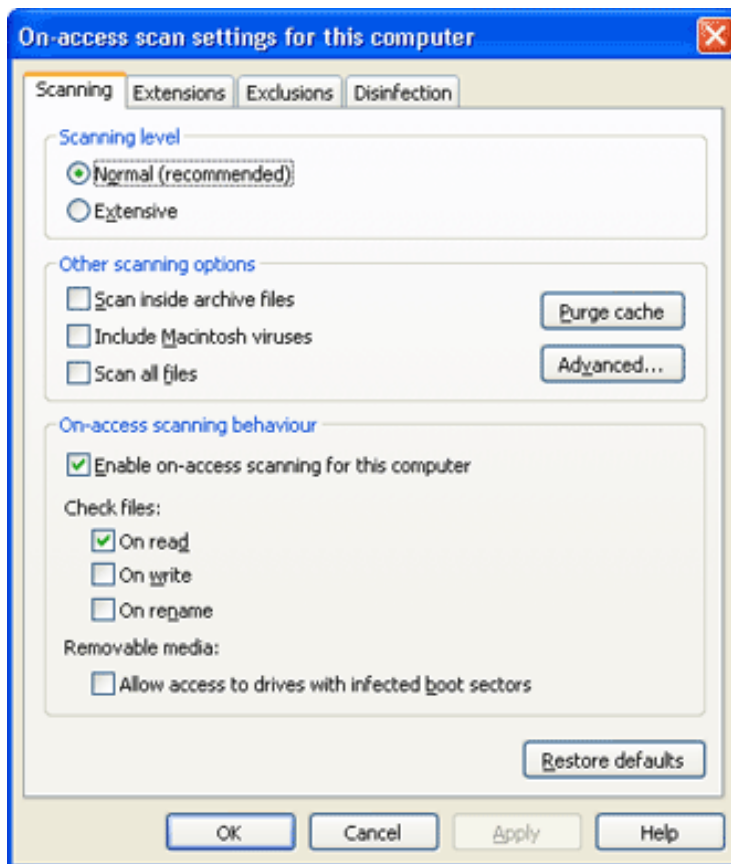 On-access scan settings for this computer
Scanning Extensions Exclusions Disinfection
Scanning level
Normal (recommended)
Extensive
Other scanning options
Scan inside archive files
Purge cache
Include Macintosh viruses
Scan all files
Advanced...
On-access scanning behaviour
Enable on-access scanning for this computer
Check files:
On read
On write
On rename
Removable media:
Allow access to drives with infected boot sectors
Restore defaults
OK Cancel Apply Help